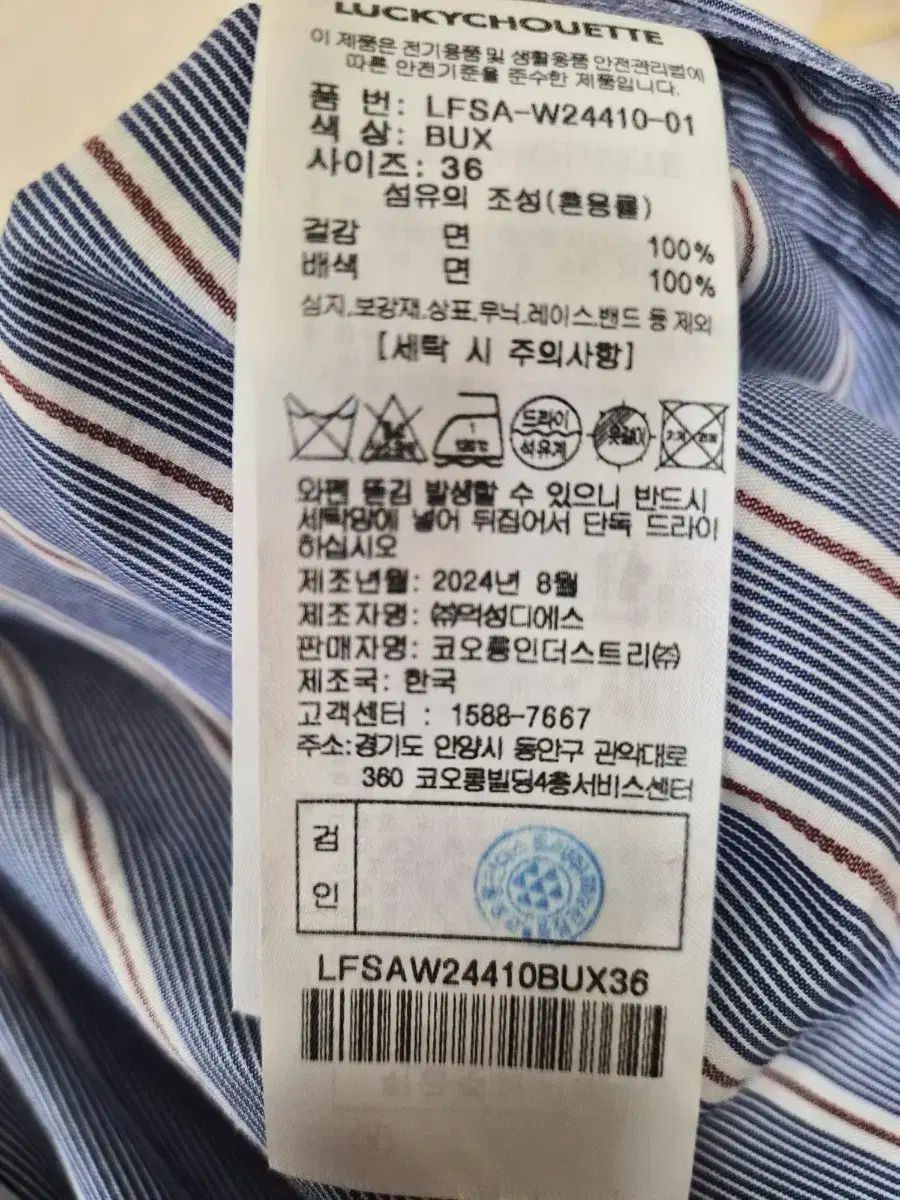 LUCKYCHOUETTE
이 제품은 전기용품 및 생활용품 안전관리법에
따른 안전기준을 준수한 제품입니다.
품 번: LFSA-W24410-01
색 상: BUX
사이즈: 36
섬유의 조성(혼용률)
겉감 면 100%
배색 면 100%
심지,보강재,상표,무늬,레이스,밴드 등 제외
[세탁 시 주의사항]
드라이
석유계
옷걸이
와펜 뜯김 발생할 수 있으니 반드시
세탁망에 넣어 뒤집어서 단독 드라이
하십시오
제조년월: 2024년 8월
제조자명: ㈜덕성디에스
판매자명: 코오롱인더스트리㈜
제조국: 한국
고객센터 : 1588-7667
주소:경기도 안양시 동안구 관악대로
360 코오롱빌딩4층서비스센터
검
인
LFSAW24410BUX36